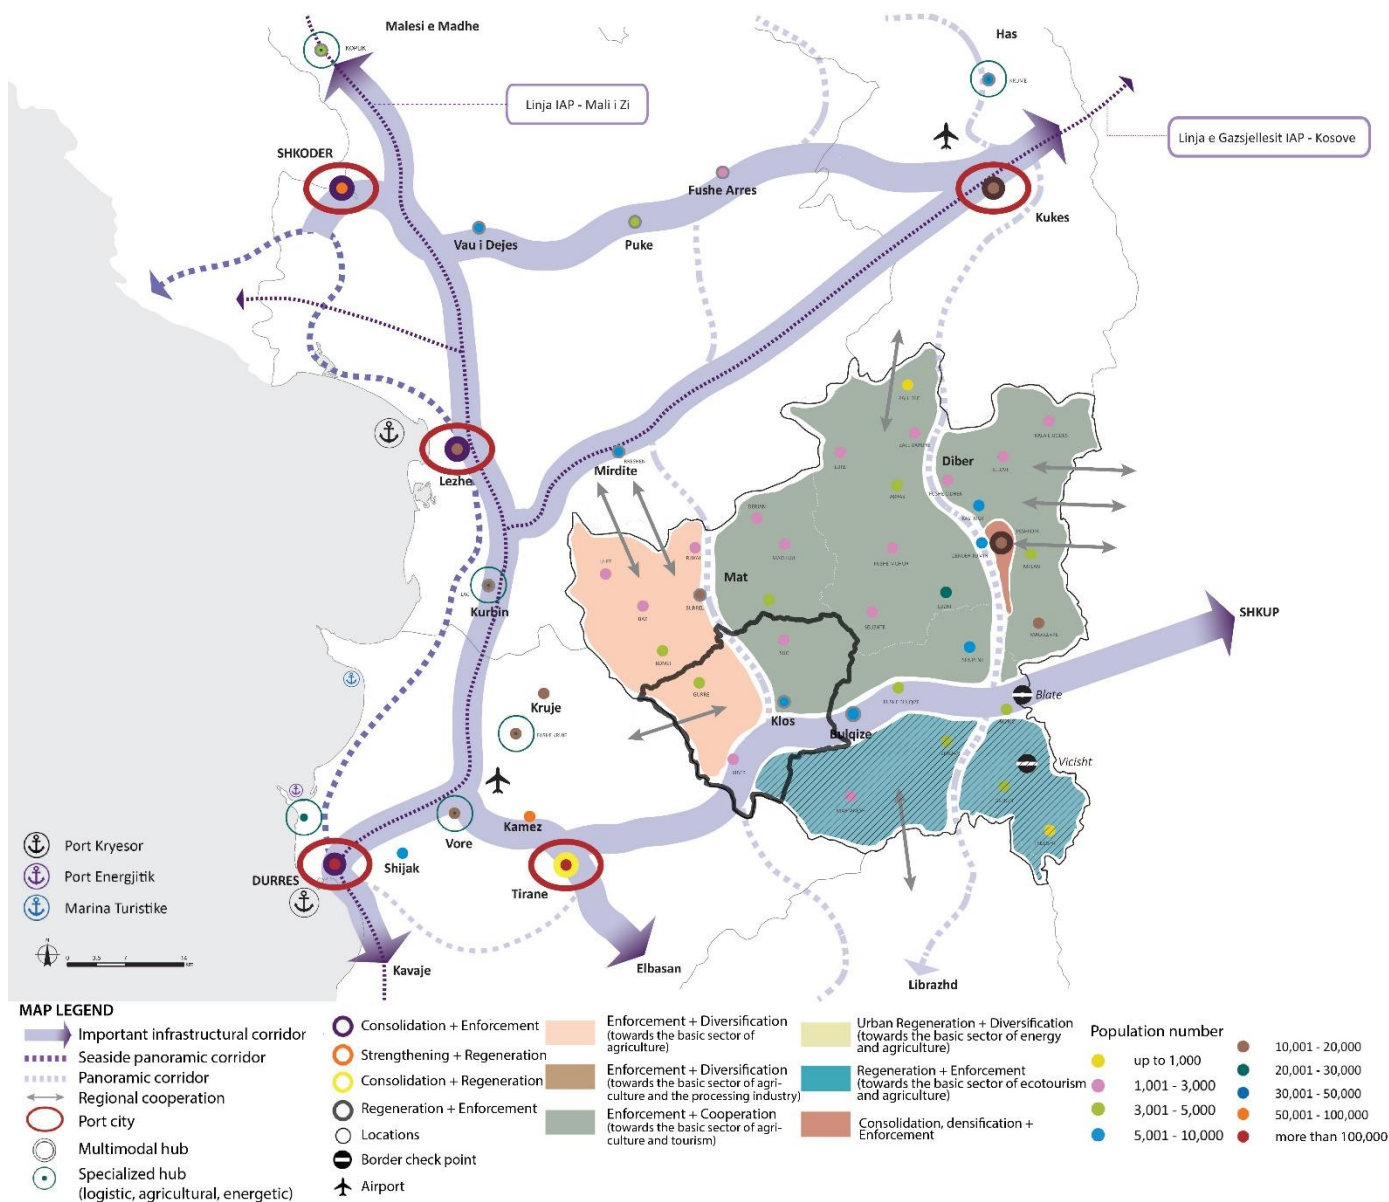 Malesi e Madhe
Has
KOPLIK
Linja IAP - Mali i Zi
Linja e Gazsjellesit IAP - Kosove
SHKODER
Fushe Arres
Kukes
Vau i Dejes
Puke
Lezhe
RRESHEN
Mirdite
Diber
LAC
Kurbin
Mat
SHKUP
Kruje
Klos
Bulqize
Blate
Vicisht
Vore
Kamez
Shijak
DURRES
Tirane
Port Kryesor
Port Energjitik
Marina Turistike
N
0 3.5 7 14
Kavaje
Elbasan
Librazhd
MAP LEGEND
Important infrastructural corridor
Seaside panoramic corridor
Panoramic corridor
Regional cooperation
Port city
Multimodal hub
Specialized hub
(logistic, agricultural, energetic)
Consolidation + Enforcement
Strengthening + Regeneration
Consolidation + Regeneration
Regeneration + Enforcement
Locations
Border check point
Airport
Enforcement + Diversification
(towards the basic sector of
agriculture)
Enforcement + Diversification
(towards the basic sector of agri-
culture and the processing industry)
Enforcement + Cooperation
(towards the basic sector of agri-
culture and tourism)
Urban Regeneration + Diversification
(towards the basic sector of energy
and agriculture)
Regeneration + Enforcement
(towards the basic sector of ecotourism
and agriculture)
Consolidation, densification +
Enforcement
Population number
up to 1,000
1,001 - 3,000
3,001 - 5,000
5,001 - 10,000
10,001 - 20,000
20,001 - 30,000
30,001 - 50,000
50,001 - 100,000
more than 100,000